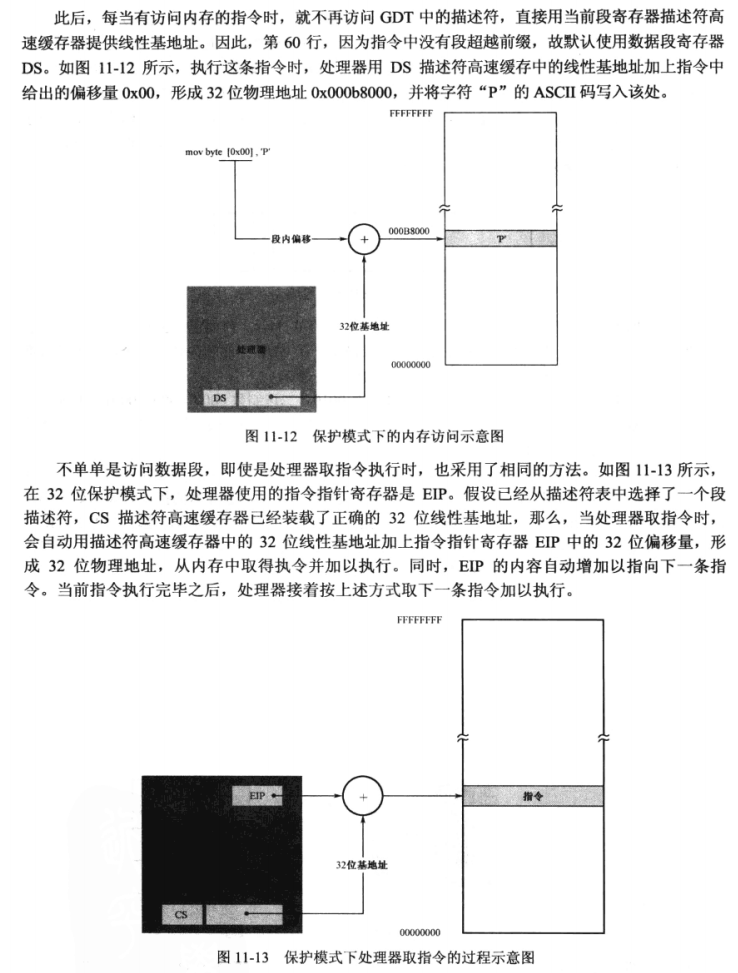 此后，每当有访问内存的指令时，就不再访问 GDT 中的描述符，直接用当前段寄存器描述符高
速缓存器提供线性基地址。因此，第 60 行，因为指令中没有段超越前缀，故默认使用数据段寄存器
DS。如图 11-12 所示，执行这条指令时，处理器用 DS 描述符高速缓存中的线性基地址加上指令中
给出的偏移量 0x00，形成 32 位物理地址 0x000b8000，并将字符“P”的 ASCII 码写入该处。
FFFFFFFF
mov byte [0x00] , 'P'
000B8000
'P'
段内偏移
+
32位基地址
处理器
00000000
DS
图 11-12 保护模式下的内存访问示意图
不单单是访问数据段，即使是处理器取指令执行时，也采用了相同的方法。如图 11-13 所示，
在 32 位保护模式下，处理器使用的指令指针寄存器是 EIP。假设已经从描述符表中选择了一个段
描述符，CS 描述符高速缓存器已经装载了正确的 32 位线性基地址，那么，当处理器取指令时，
会自动用描述符高速缓存器中的 32 位线性基地址加上指令指针寄存器 EIP 中的 32 位偏移量，形
成 32 位物理地址，从内存中取得执令并加以执行。同时，EIP 的内容自动增加以指向下一条指
令。当前指令执行完毕之后，处理器接着按上述方式取下一条指令加以执行。
FFFFFFFF
EIP
+
指令
32位基地址
CS
00000000
图 11-13 保护模式下处理器取指令的过程示意图